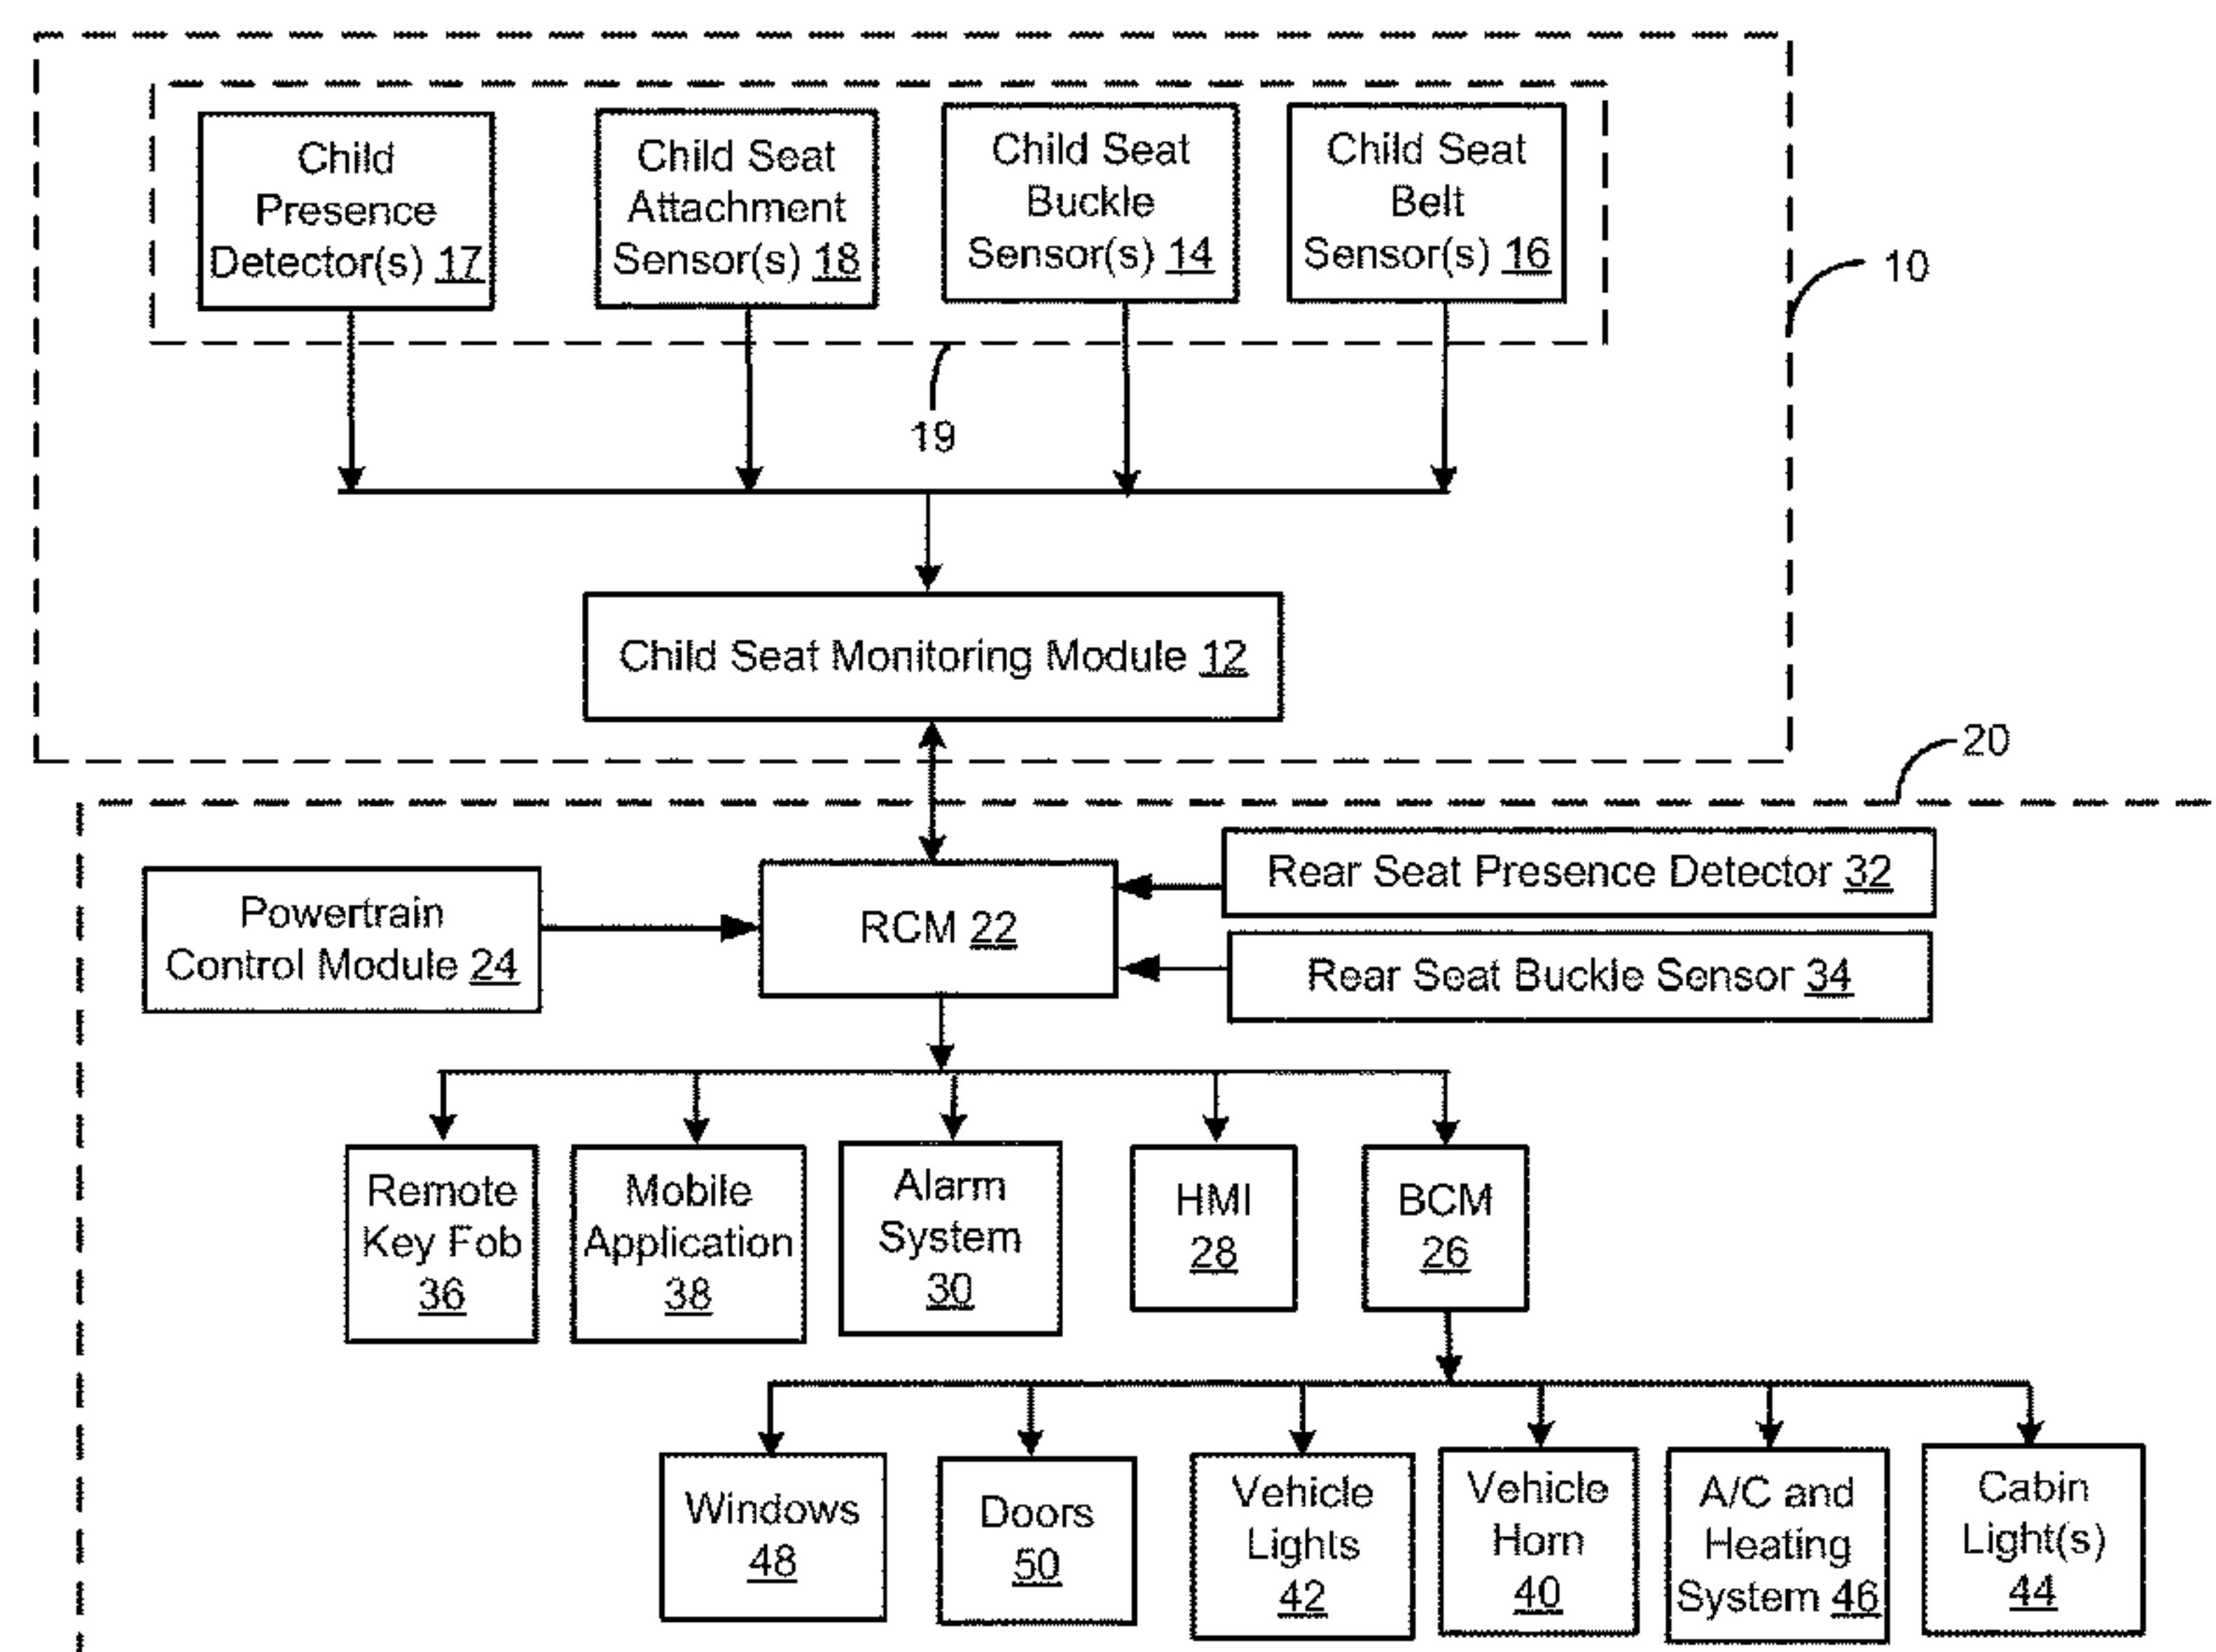 Child
Presence
Detector(s) 17
Child Seat
Attachment
Sensor(s) 18
Child Seat
Buckle
Sensor(s) 14
Child Seat
Belt
Sensor(s) 16
10
19
Child Seat Monitoring Module 12
20
Powertrain
Control Module 24
RCM 22
Rear Seat Presence Detector 32
Rear Seat Buckle Sensor 34
Remote
Key Fob
36
Mobile
Application
38
Alarm
System
30
HMI
28
BCM
26
Windows
48
Doors
50
Vehicle
Lights
42
Vehicle
Horn
40
A/C and
Heating
System 46
Cabin
Light(s)
44